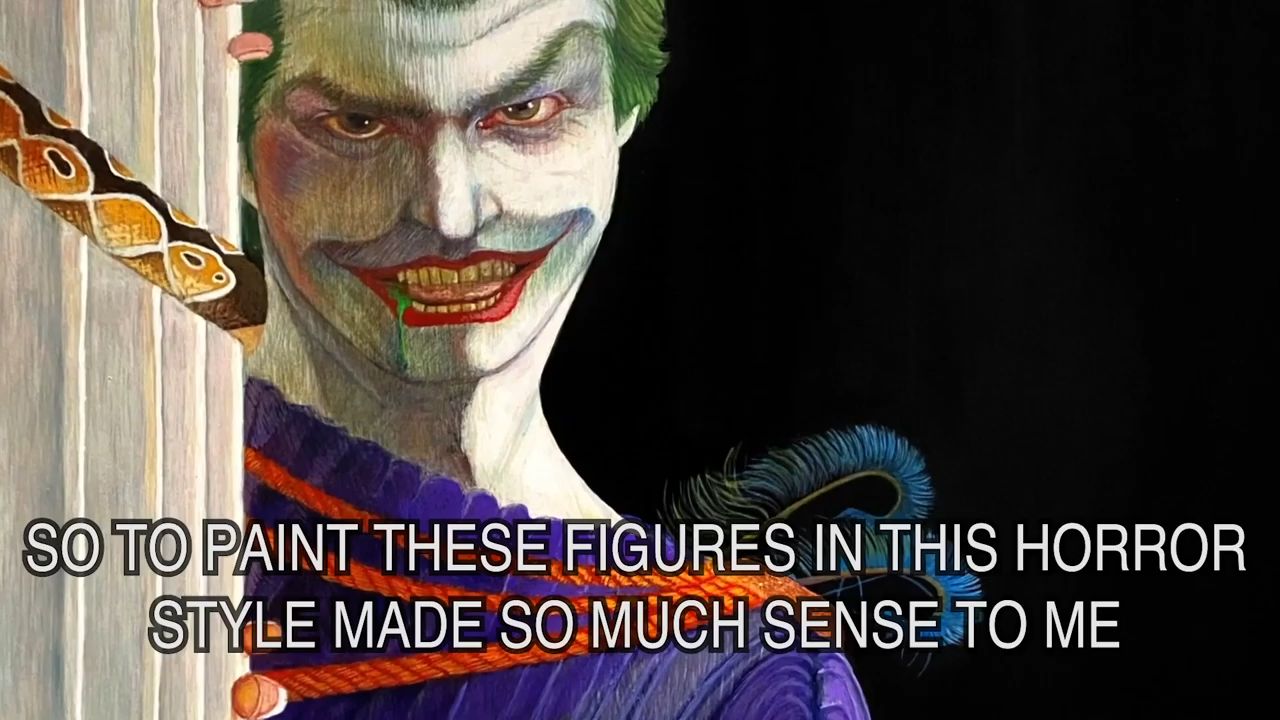 SO TO PAINT THESE FIGURES IN THIS HORROR
STYLE MADE SO MUCH SENSE TO ME